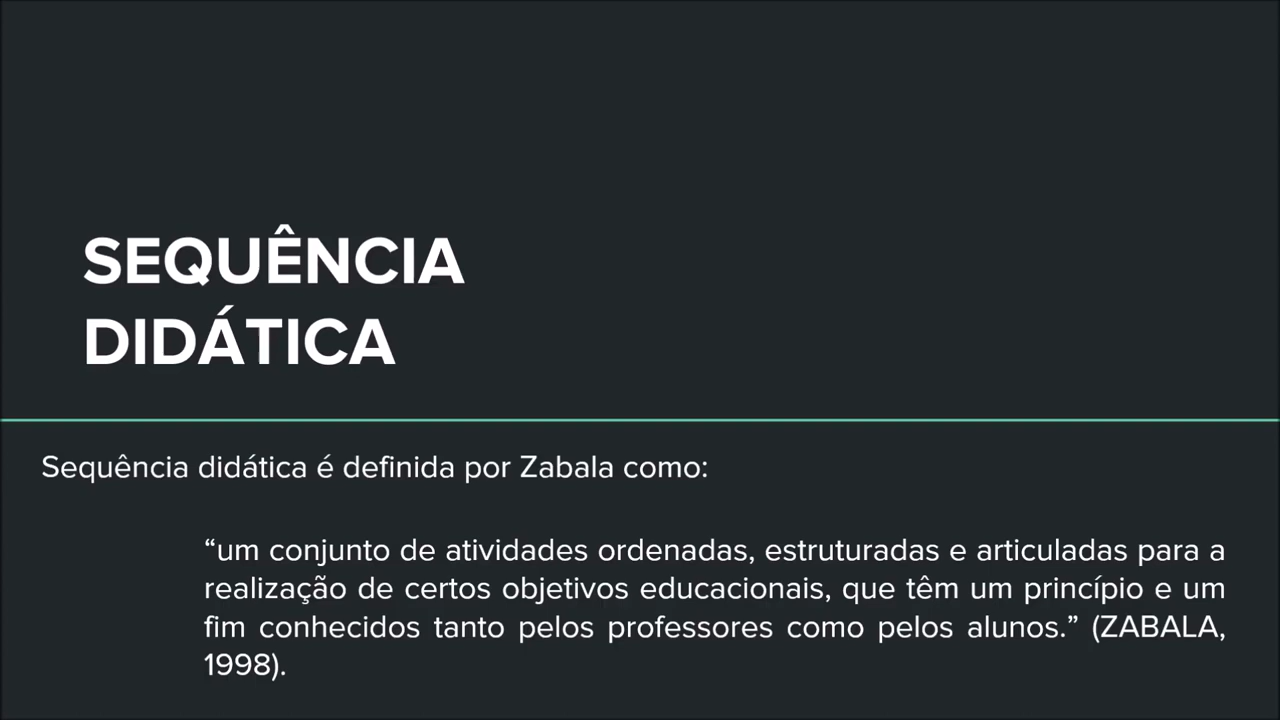 SEQUÊNCIA
DIDÁTICA
Sequência didática é definida por Zabala como:
“um conjunto de atividades ordenadas, estruturadas e articuladas para a
realização de certos objetivos educacionais, que têm um princípio e um
fim conhecidos tanto pelos professores como pelos alunos.” (ZABALA,
1998).